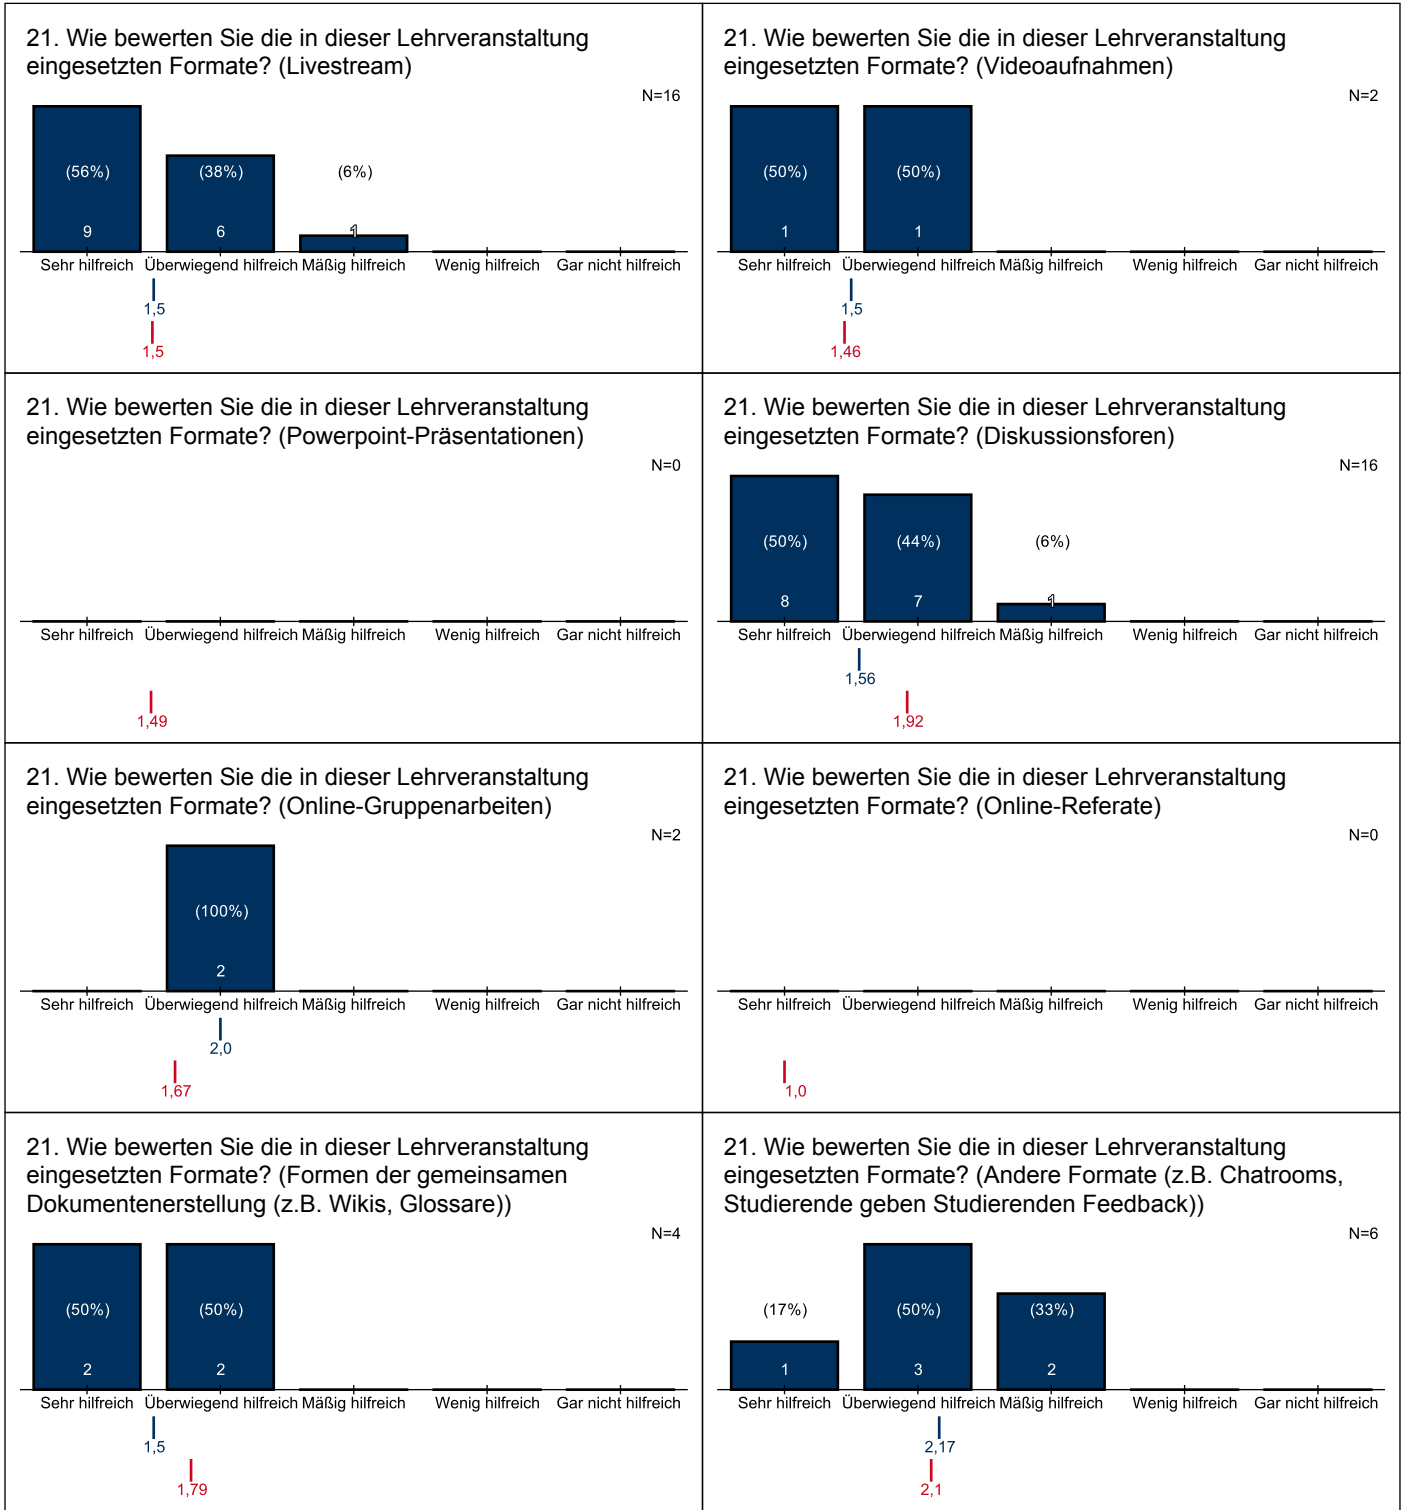 21. Wie bewerten Sie die in dieser Lehrveranstaltung
eingesetzten Formate? (Livestream)
N=16
(56%) (38%) (6%)
9 6 1
Sehr hilfreich Überwiegend hilfreich Mäßig hilfreich Wenig hilfreich Gar nicht hilfreich
1,5
1,5
21. Wie bewerten Sie die in dieser Lehrveranstaltung
eingesetzten Formate? (Videoaufnahmen)
N=2
(50%) (50%)
1 1
Sehr hilfreich Überwiegend hilfreich Mäßig hilfreich Wenig hilfreich Gar nicht hilfreich
1,5
1,46
21. Wie bewerten Sie die in dieser Lehrveranstaltung
eingesetzten Formate? (Powerpoint-Präsentationen)
N=0
Sehr hilfreich Überwiegend hilfreich Mäßig hilfreich Wenig hilfreich Gar nicht hilfreich
1,49
21. Wie bewerten Sie die in dieser Lehrveranstaltung
eingesetzten Formate? (Diskussionsforen)
N=16
(50%) (44%) (6%)
8 7 1
Sehr hilfreich Überwiegend hilfreich Mäßig hilfreich Wenig hilfreich Gar nicht hilfreich
1,56
1,92
21. Wie bewerten Sie die in dieser Lehrveranstaltung
eingesetzten Formate? (Online-Gruppenarbeiten)
N=2
(100%)
2
Sehr hilfreich Überwiegend hilfreich Mäßig hilfreich Wenig hilfreich Gar nicht hilfreich
2,0
1,67
21. Wie bewerten Sie die in dieser Lehrveranstaltung
eingesetzten Formate? (Online-Referate)
N=0
Sehr hilfreich Überwiegend hilfreich Mäßig hilfreich Wenig hilfreich Gar nicht hilfreich
1,0
21. Wie bewerten Sie die in dieser Lehrveranstaltung
eingesetzten Formate? (Formen der gemeinsamen
Dokumentenerstellung (z.B. Wikis, Glossare))
N=4
(50%) (50%)
2 2
Sehr hilfreich Überwiegend hilfreich Mäßig hilfreich Wenig hilfreich Gar nicht hilfreich
1,5
1,79
21. Wie bewerten Sie die in dieser Lehrveranstaltung
eingesetzten Formate? (Andere Formate (z.B. Chatrooms,
Studierende geben Studierenden Feedback))
N=6
(17%) (50%) (33%)
1 3 2
Sehr hilfreich Überwiegend hilfreich Mäßig hilfreich Wenig hilfreich Gar nicht hilfreich
2,17
2,1